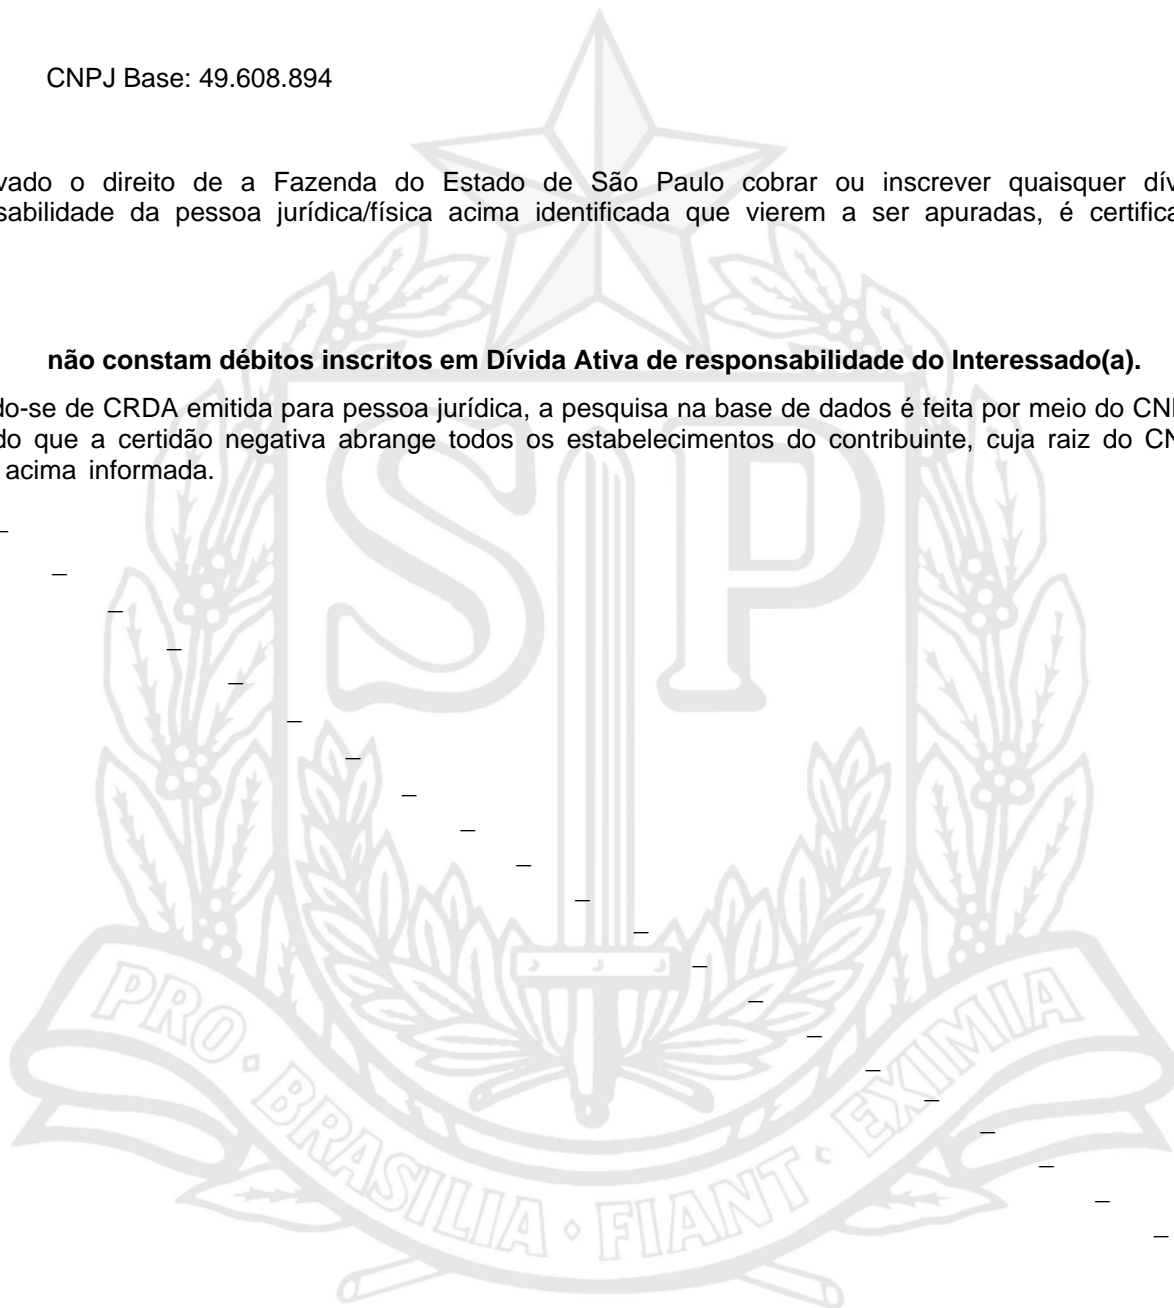 CNPJ Base: 49.608.894
vado o direito de a Fazenda do Estado de São Paulo cobrar ou inscrever quaisquer dív
sabilidade da pessoa jurídica/física acima identificada que vierem a ser apuradas, é certifica
não constam débitos inscritos em Dívida Ativa de responsabilidade do Interessado(a).
do-se de CRDA emitida para pessoa jurídica, a pesquisa na base de dados é feita por meio do CN
do que a certidão negativa abrange todos os estabelecimentos do contribuinte, cuja raiz do CN
acima informada.
SP
PRO • BRASILIA • FIANT • EXIMIA